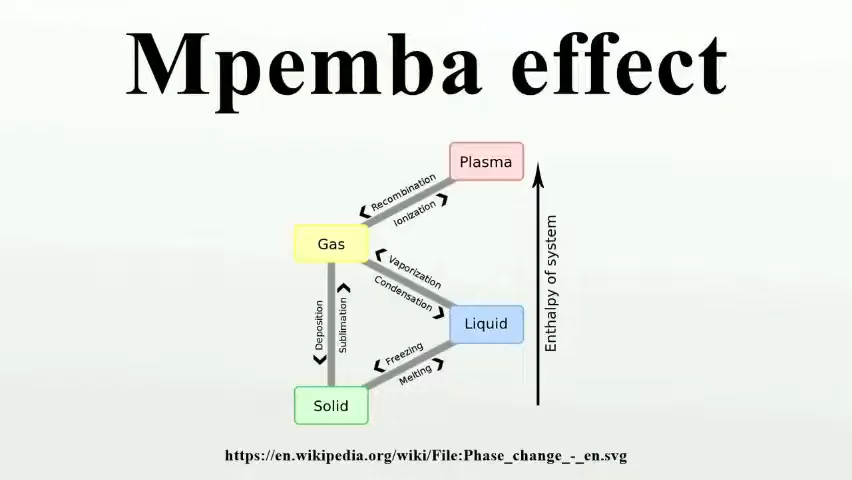 Mpemba effect
Plasma
Recombination
Ionization
Gas
Vaporization
Condensation
Enthalpy of system
Liquid
Deposition
Sublimation
Freezing
Melting
Solid
https://en.wikipedia.org/wiki/File:Phase_change_-_en.svg